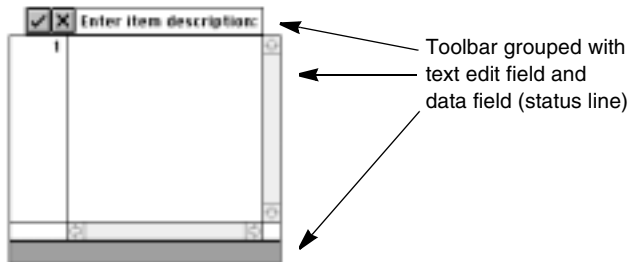 Enter item description:
1
Toolbar grouped with
text edit field and
data field (status line)